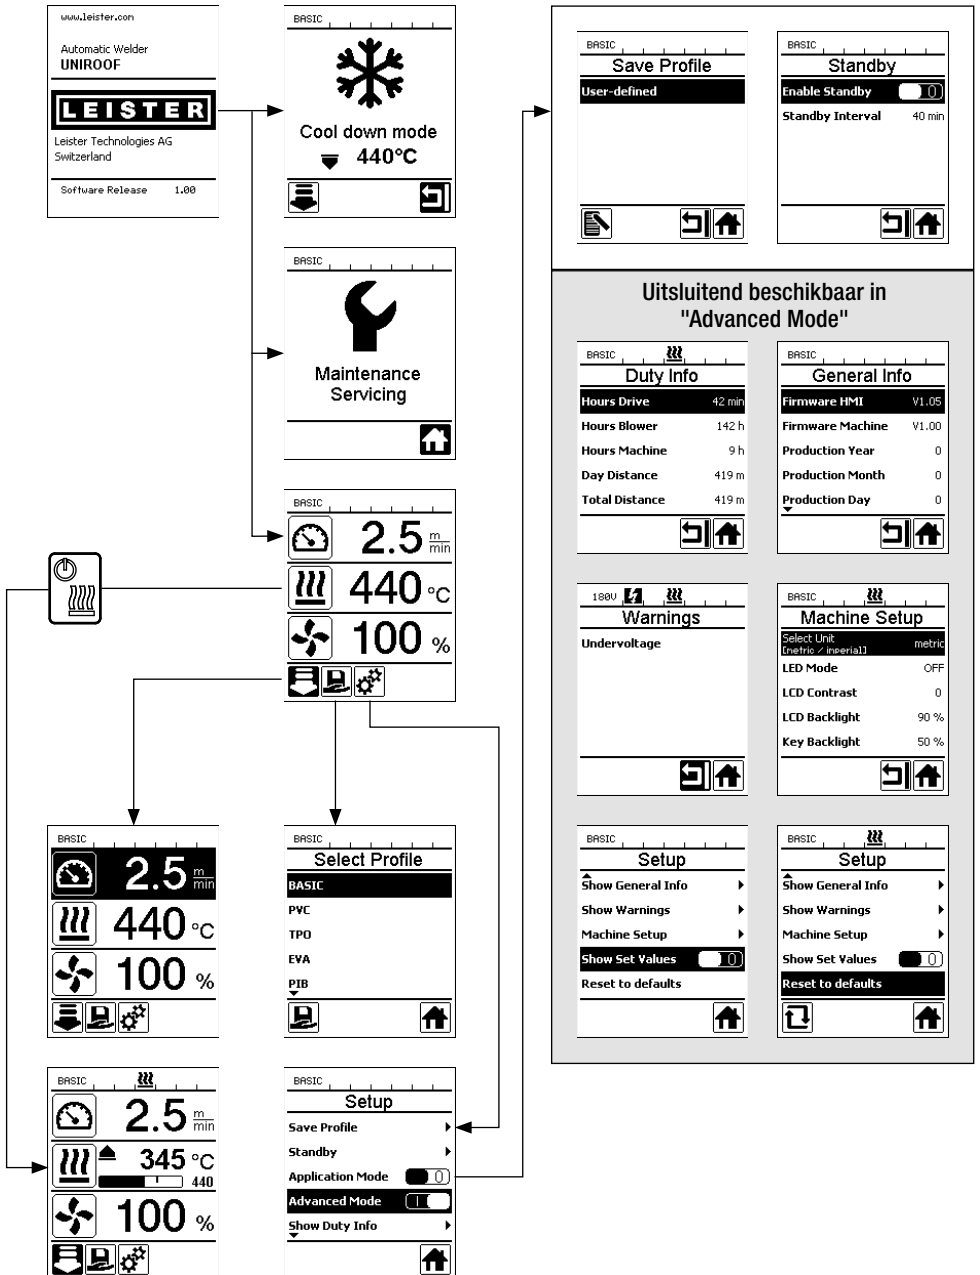 www.leister.com
Automatic Welder
UNIROOF
LEISTER
Leister Technologies AG
Switzerland
Software Release 1.00
BASIC
Cool down mode
440°C
BASIC
Maintenance
Servicing
BASIC
2.5 m/min
440 °C
100 %
BASIC
2.5 m/min
440 °C
100 %
BASIC
Select Profile
BASIC
PVC
TPO
EVA
PIB
BASIC
2.5 m/min
345 °C
440
100 %
BASIC
Setup
Save Profile
Standby
Application Mode 0
Advanced Mode I
Show Duty Info
BASIC
Save Profile
User-defined
BASIC
Standby
Enable Standby 0
Standby Interval 40 min
Uitsluitend beschikbaar in
"Advanced Mode"
BASIC
Duty Info
Hours Drive 42 min
Hours Blower 142 h
Hours Machine 9 h
Day Distance 419 m
Total Distance 419 m
BASIC
General Info
Firmware HMI V1.05
Firmware Machine V1.00
Production Year 0
Production Month 0
Production Day 0
180V
Warnings
Undervoltage
BASIC
Machine Setup
Select Unit
[metric / imperial] metric
LED Mode OFF
LCD Contrast 0
LCD Backlight 90 %
Key Backlight 50 %
BASIC
Setup
Show General Info
Show Warnings
Machine Setup
Show Set Values 0
Reset to defaults
BASIC
Setup
Show General Info
Show Warnings
Machine Setup
Show Set Values 0
Reset to defaults